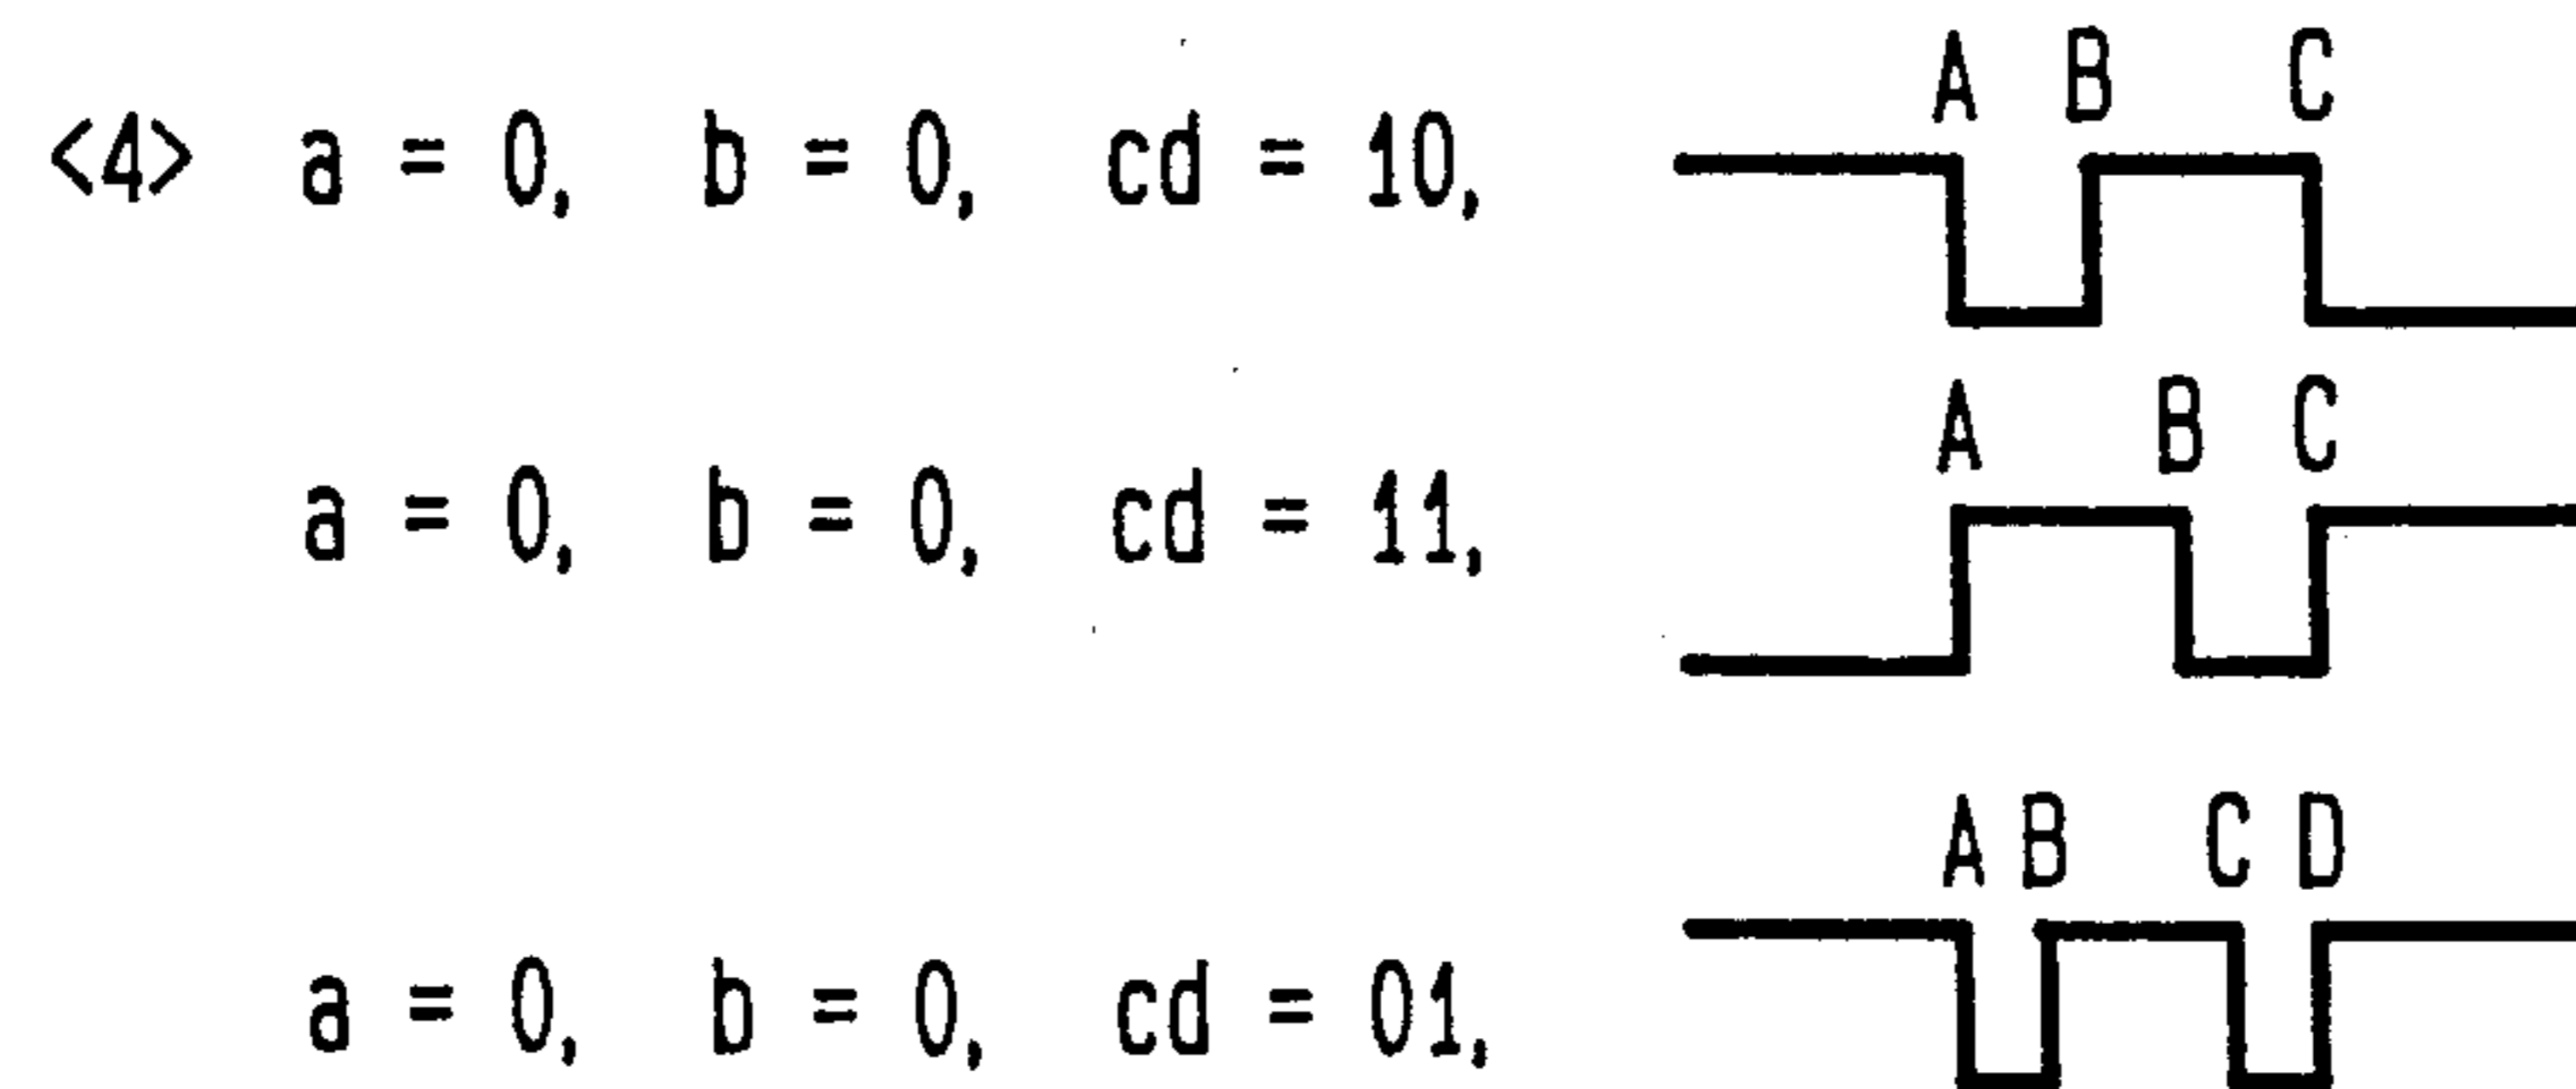 A B C
<4> a = 0, b = 0, cd = 10,
A B C
a = 0, b = 0, cd = 11,
A B C D
a = 0, b = 0, cd = 01,